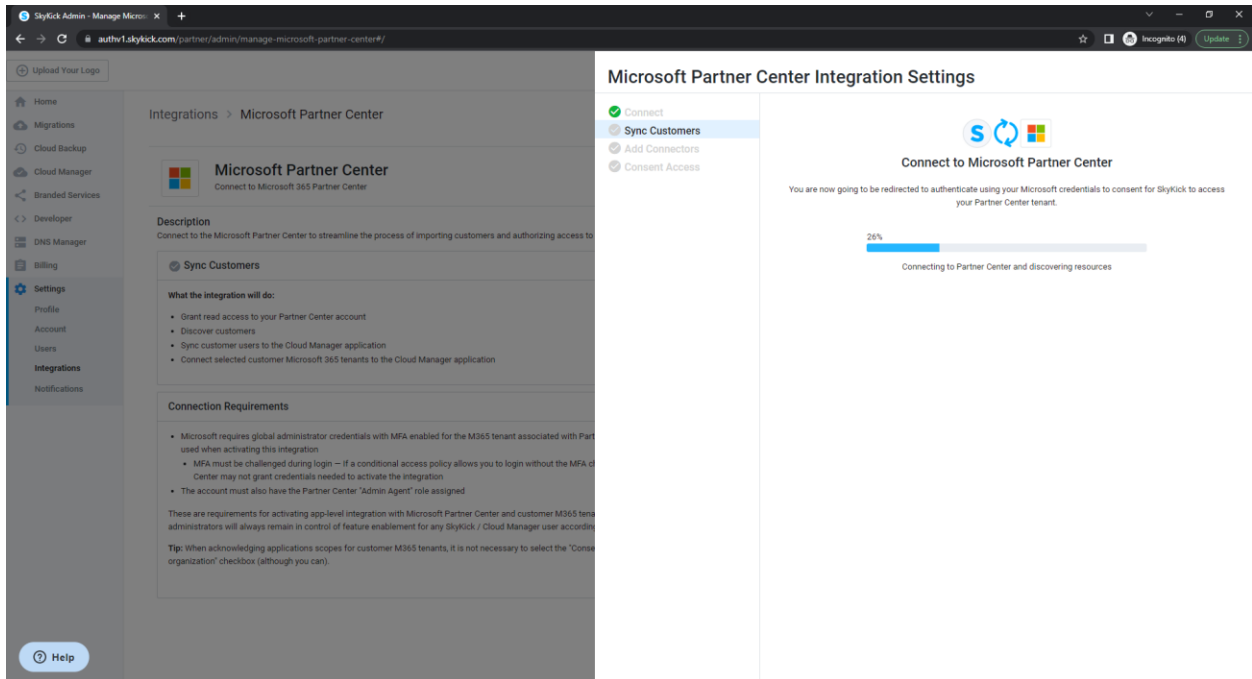 SkyKick Admin - Manage Micros
authv1.skykick.com/partner/admin/manage-microsoft-partner-center#/
Incognito (4)
Update
Upload Your Logo
Home
Migrations
Cloud Backup
Cloud Manager
Branded Services
Developer
DNS Manager
Billing
Settings
Profile
Account
Users
Integrations
Notifications
Help
Integrations > Microsoft Partner Center
Microsoft Partner Center
Connect to Microsoft 365 Partner Center
Description
Connect to the Microsoft Partner Center to streamline the process of importing customers and authorizing access to
Sync Customers
What the integration will do:
• Grant read access to your Partner Center account
• Discover customers
• Sync customer users to the Cloud Manager application
• Connect selected customer Microsoft 365 tenants to the Cloud Manager application
Connection Requirements
• Microsoft requires global administrator credentials with MFA enabled for the M365 tenant associated with Part
used when activating this integration
• MFA must be challenged during login — If a conditional access policy allows you to login without the MFA c
Center may not grant credentials needed to activate the integration
• The account must also have the Partner Center "Admin Agent" role assigned
These are requirements for activating app-level integration with Microsoft Partner Center and customer M365 tena
administrators will always remain in control of feature enablement for any SkyKick / Cloud Manager user according
Tip: When acknowledging applications scopes for customer M365 tenants, it is not necessary to select the "Conse
organization" checkbox (although you can).
Microsoft Partner Center Integration Settings
Connect
Sync Customers
Add Connectors
Consent Access
S
Connect to Microsoft Partner Center
You are now going to be redirected to authenticate using your Microsoft credentials to consent for SkyKick to access
your Partner Center tenant.
26%
Connecting to Partner Center and discovering resources